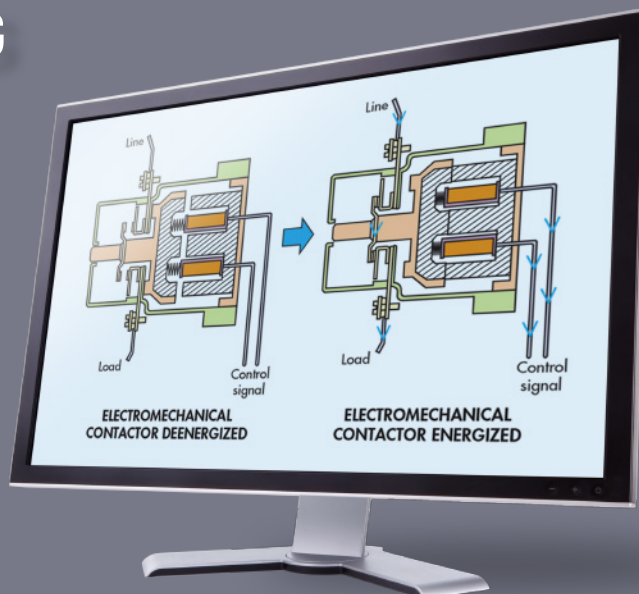 Line
Load
Control
signal
ELECTROMECHANICAL
CONTACTOR DEENERGIZED
Line
Load
Control
signal
ELECTROMECHANICAL
CONTACTOR ENERGIZED